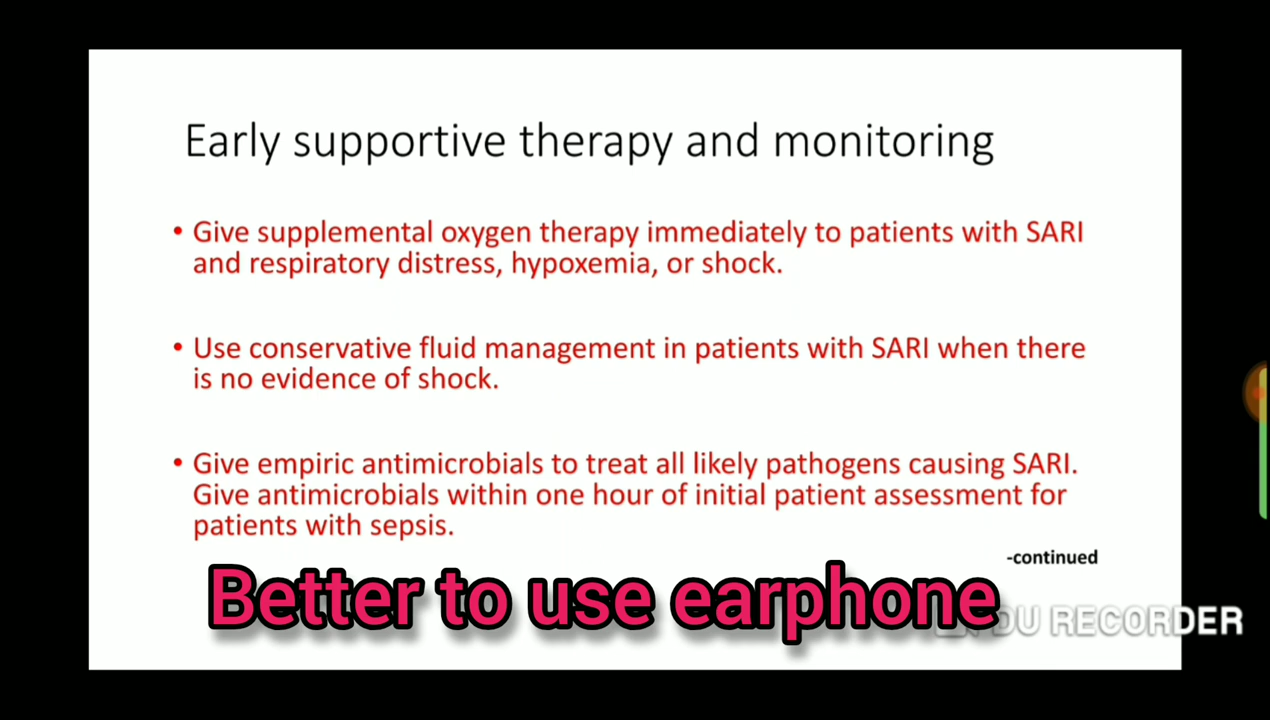 Early supportive therapy and monitoring
• Give supplemental oxygen therapy immediately to patients with SARI
and respiratory distress, hypoxemia, or shock.
• Use conservative fluid management in patients with SARI when there
is no evidence of shock.
• Give empiric antimicrobials to treat all likely pathogens causing SARI.
Give antimicrobials within one hour of initial patient assessment for
patients with sepsis.
-continued
Better to use earphone
DU RECORDER